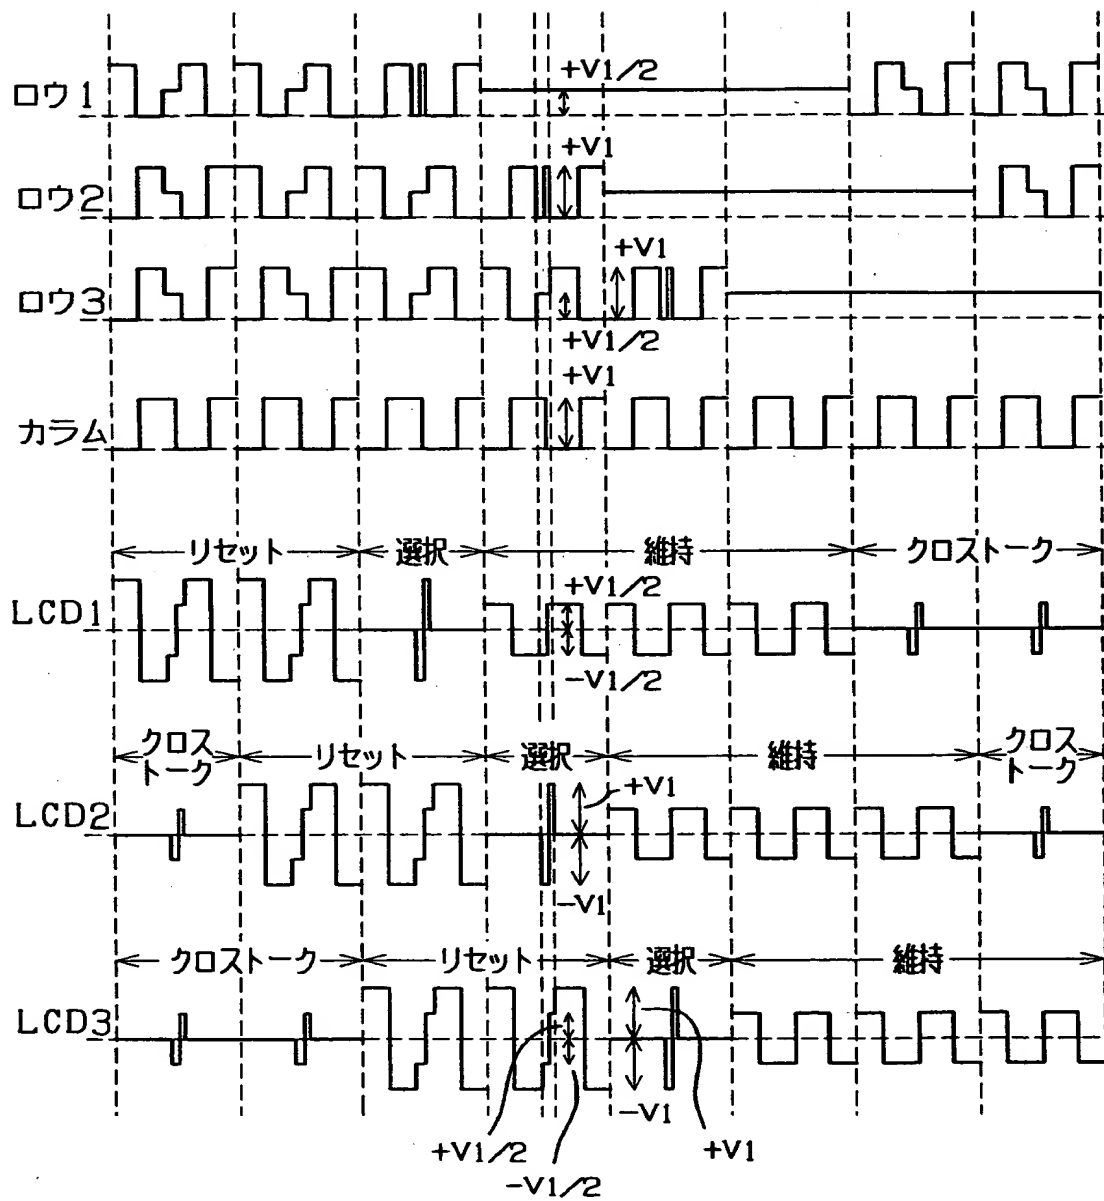 ロウ1
+V1/2
+V1
ロウ2
+V1
ロウ3
+V1/2
+V1
カラム
リセット 選択 維持 クロストーク
LCD1
+V1/2
-V1/2
クロス
トーク
リセット 選択 維持
クロス
トーク
LCD2
+V1
-V1
クロストーク リセット 選択 維持
LCD3
-V1
+V1/2
+V1
-V1/2